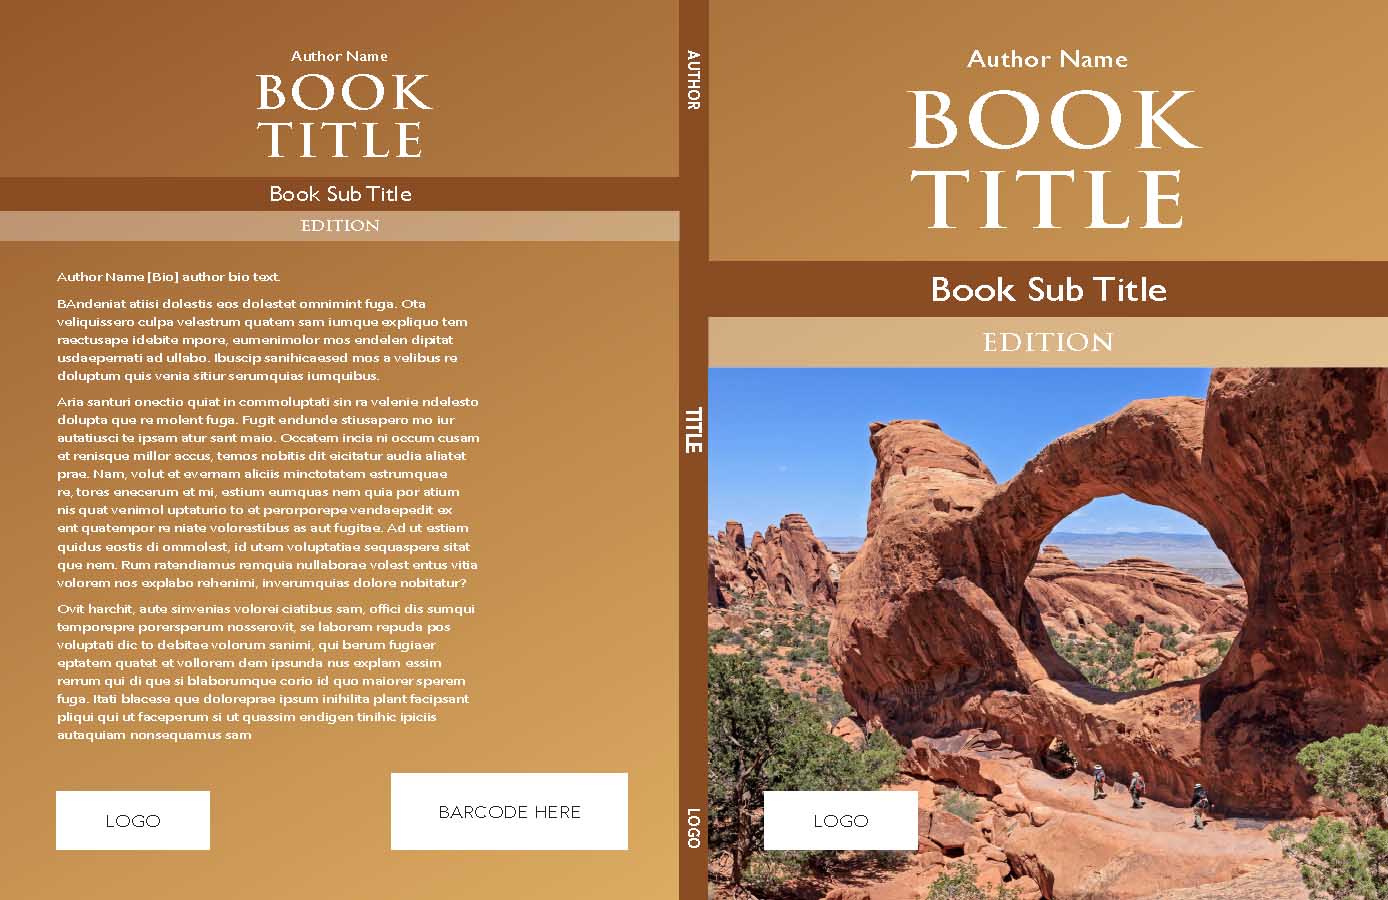 Author Name
BOOK
TITLE
Book Sub Title
EDITION
Author Name [Bio] author bio text.
BAndeniat atiisi dolestis eos dolestet omnimint fuga. Ota
veliquissero culpa velestrum quatem sam iumque expliquo tem
raectusape idebite mpore, eumenimolor mos endelen dipitat
usdaepernati ad ullabo. Ibuscip sanihicaesed mos a velibus re
doluptum quis venia sitiur serumquias iumquibus.
Aria santuri onectio quiat in commoluptati sin ra velenie ndelesto
dolupta que re molent fuga. Fugit endunde stiusapero mo iur
autatiusci te ipsam atur sant maio. Occatem incia ni occum cusam
et renisque millor accus, temos nobitis dit eicitatur audia aliatet
prae. Nam, volut et evernam aliciis minctotatem estrumquae
re, tores enecerum et mi, estium eumquas nem quia por atium
nis quat venimol uptaturio to et perorporepe vendaepedit ex
ent quatempor re niate volorestibus as aut fugitae. Ad ut estiam
quidus eostis di ommolest, id utem voluptatiae sequaspere sitat
que nem. Rum ratendiamus remquia nullaborae volest entus vitia
volorem nos explabo rehenimi, inverumquias dolore nobitatur?
Ovit harchit, aute sinvenias volorei ciatibus sam, offici dis sumqui
temporepre porersperum nosserovit, se laborem repuda pos
voluptati dic to debitae volorum sanimi, qui berum fugiaer
eptatem quatet et vollorem dem ipsunda nus explam essim
rerrum qui di que si blaborumque corio id quo maiorer sperem
fuga. Itati blacese que doloreprae ipsum inihilita plant facipsant
pliqui qui ut faceperum si ut quassim endigen tinihic ipiciis
autaquiam nonsequamus sam
LOGO
BARCODE HERE
AUTHOR
TITLE
LOGO
Author Name
BOOK
TITLE
Book Sub Title
EDITION
LOGO